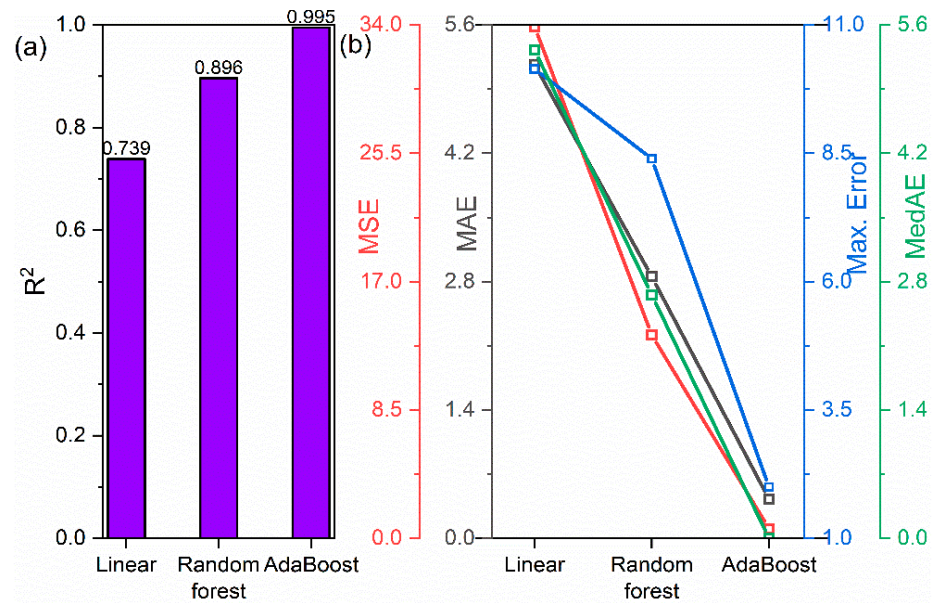 (a)
R²
1.0
0.8
0.6
0.4
0.2
0.0
0.739
0.896
0.995
Linear
Random
forest
AdaBoost
(b)
MSE
34.0
25.5
17.0
8.5
0.0
MAE
5.6
4.2
2.8
1.4
0.0
Max. Error
11.0
8.5
6.0
3.5
1.0
MedAE
5.6
4.2
2.8
1.4
0.0
Linear
Random
forest
AdaBoost